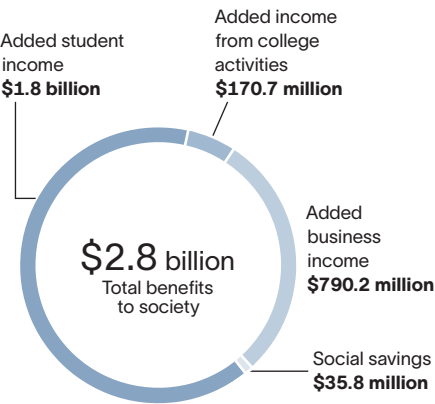 Added student
income
$1.8 billion
Added income
from college
activities
$170.7 million
Added
business
income
$790.2 million
$2.8 billion
Total benefits
to society
Social savings
$35.8 million